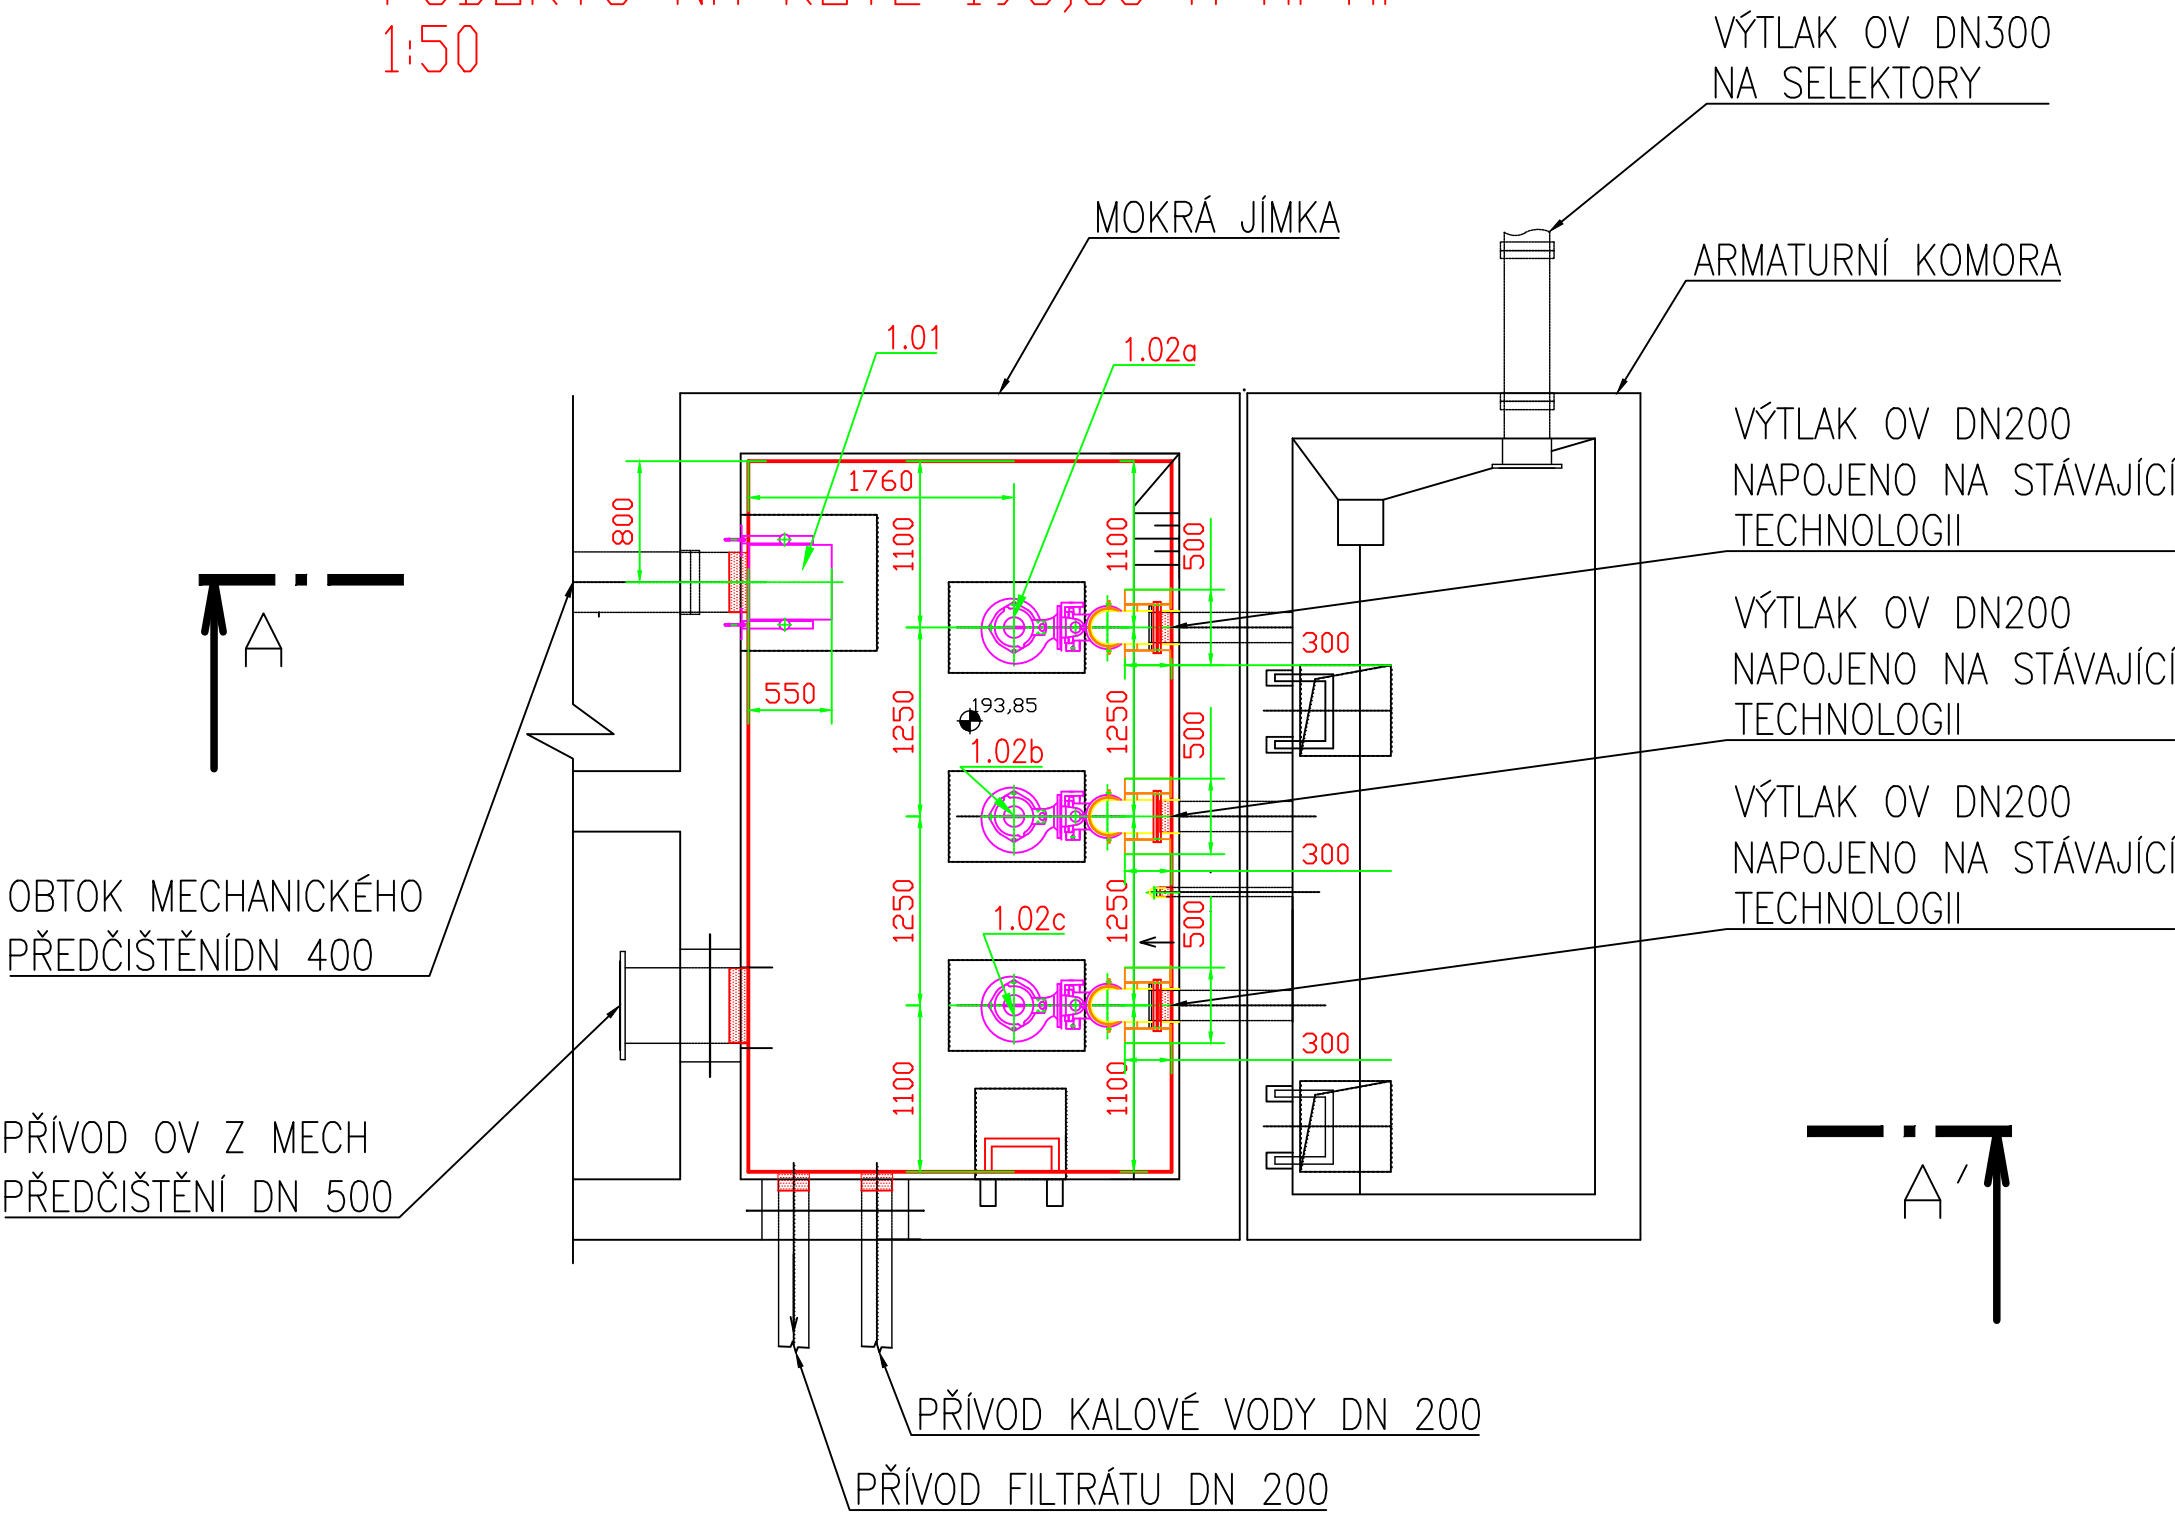 1:50
VÝTLAK OV DN300
NA SELEKTORY
MOKRÁ JÍMKA
ARMATURNÍ KOMORA
1.01
1.02a
VÝTLAK OV DN200
NAPOJENO NA STÁVAJÍCÍ
TECHNOLOGII
1760
800
1100
1100
500
A
300
VÝTLAK OV DN200
NAPOJENO NA STÁVAJÍCÍ
TECHNOLOGII
550
193,85
1250
1250
500
1.02b
VÝTLAK OV DN200
NAPOJENO NA STÁVAJÍCÍ
TECHNOLOGII
300
OBTOK MECHANICKÉHO
PŘEDČIŠTĚNÍDN 400
1250
1250
500
1.02c
300
1100
1100
PŘÍVOD OV Z MECH
PŘEDČIŠTĚNÍ DN 500
A'
PŘÍVOD KALOVÉ VODY DN 200
PŘÍVOD FILTRÁTU DN 200